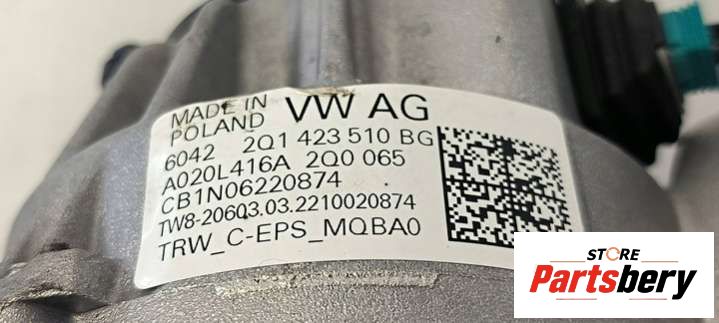 MADE IN
POLAND
VW AG
6042 2Q1 423 510 BG
A020L416A 2Q0 065
CB1N06220874
TW8-20603.03.2210020874
TRW_C-EPS_MQBA0
STORE
Partsbery